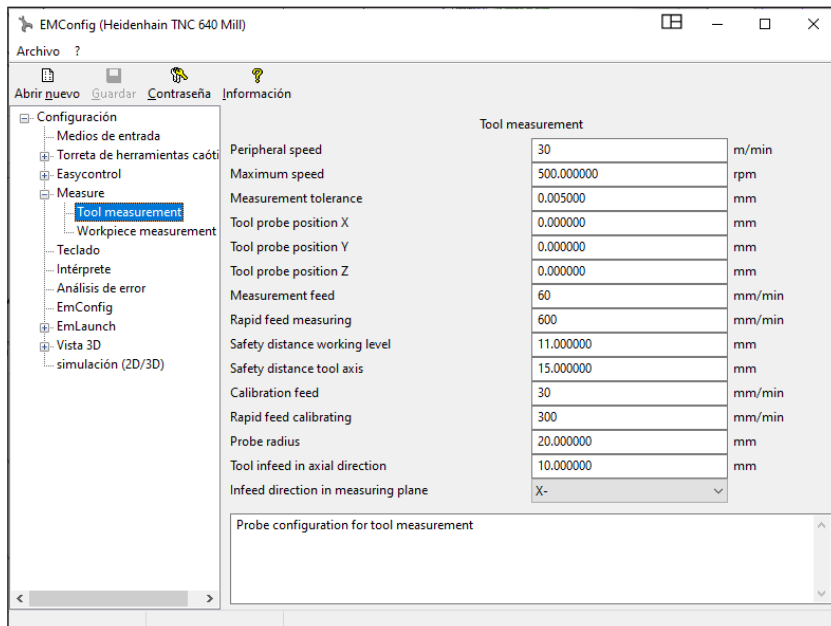 EMConfig (Heidenhain TNC 640 Mill)
Archivo ?
Abrir nuevo Guardar Contraseña Información
Configuración
Medios de entrada
Torreta de herramientas caóti
Easycontrol
Measure
Tool measurement
Workpiece measurement
Teclado
Intérprete
Análisis de error
EmConfig
EmLaunch
Vista 3D
simulación (2D/3D)
Tool measurement
Peripheral speed 30 m/min
Maximum speed 500.000000 rpm
Measurement tolerance 0.005000 mm
Tool probe position X 0.000000 mm
Tool probe position Y 0.000000 mm
Tool probe position Z 0.000000 mm
Measurement feed 60 mm/min
Rapid feed measuring 600 mm/min
Safety distance working level 11.000000 mm
Safety distance tool axis 15.000000 mm
Calibration feed 30 mm/min
Rapid feed calibrating 300 mm/min
Probe radius 20.000000 mm
Tool infeed in axial direction 10.000000 mm
Infeed direction in measuring plane X-
Probe configuration for tool measurement